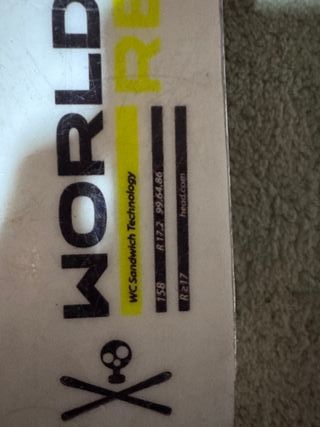 WORLD
RE
WC Sandwich Technology
158 R 17.2 99.64.86
R ≥17 head.com